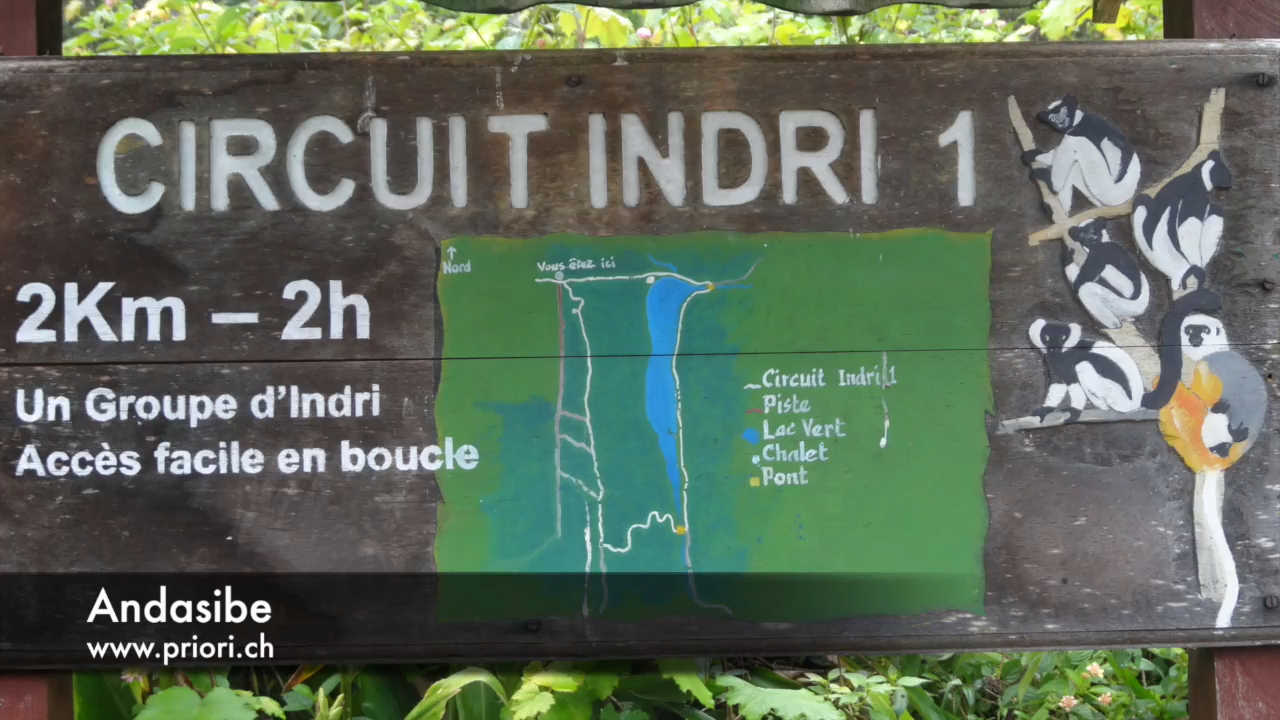 CIRCUIT INDRI 1
Nord
Vous êtez ici
2Km – 2h
Un Groupe d'Indri
Accès facile en boucle
Circuit Indri 1
Piste
Lac Vert
Chalet
Pont
Andasibe
www.priori.ch